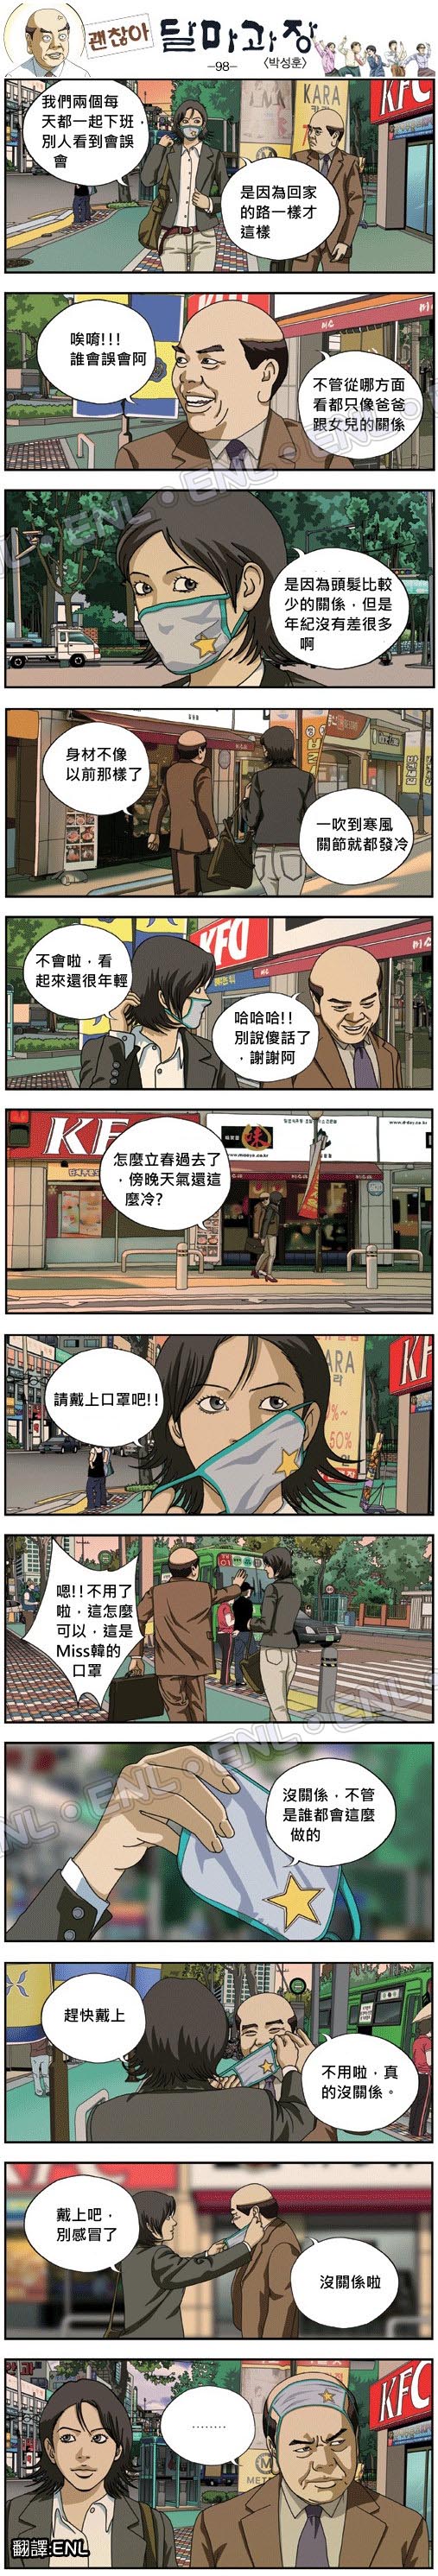 괜찮아
달마과장
-98-
〈박성훈〉
我們兩個每
天都一起下班，
別人看到會誤
會
KARA
카라
KFC
是因為回家
的路一樣才
這樣
唉唷!!!
誰會誤會阿
不管從哪方面
看都只像爸爸
跟女兒的關係
ENL
是因為頭髮比較
少的關係，但是
年紀沒有差很多
啊
身材不像
以前那樣了
一吹到寒風
關節就都發冷
KFC
不會啦，看
起來還很年輕
哈哈哈!!
別說傻話了
，謝謝阿
KF
怎麼立春過去了
，傍晚天氣還這
麼冷?
請戴上口罩吧!!
KARA
50%
KF
嗯!!不用了
啦，這怎麼
可以，這是
Miss韓的
口罩
ENL
沒關係，不管
是誰都會這麼
做的
趕快戴上
不用啦，真
的沒關係。
戴上吧，
別感冒了
沒關係啦
........
KFC
翻譯:ENL